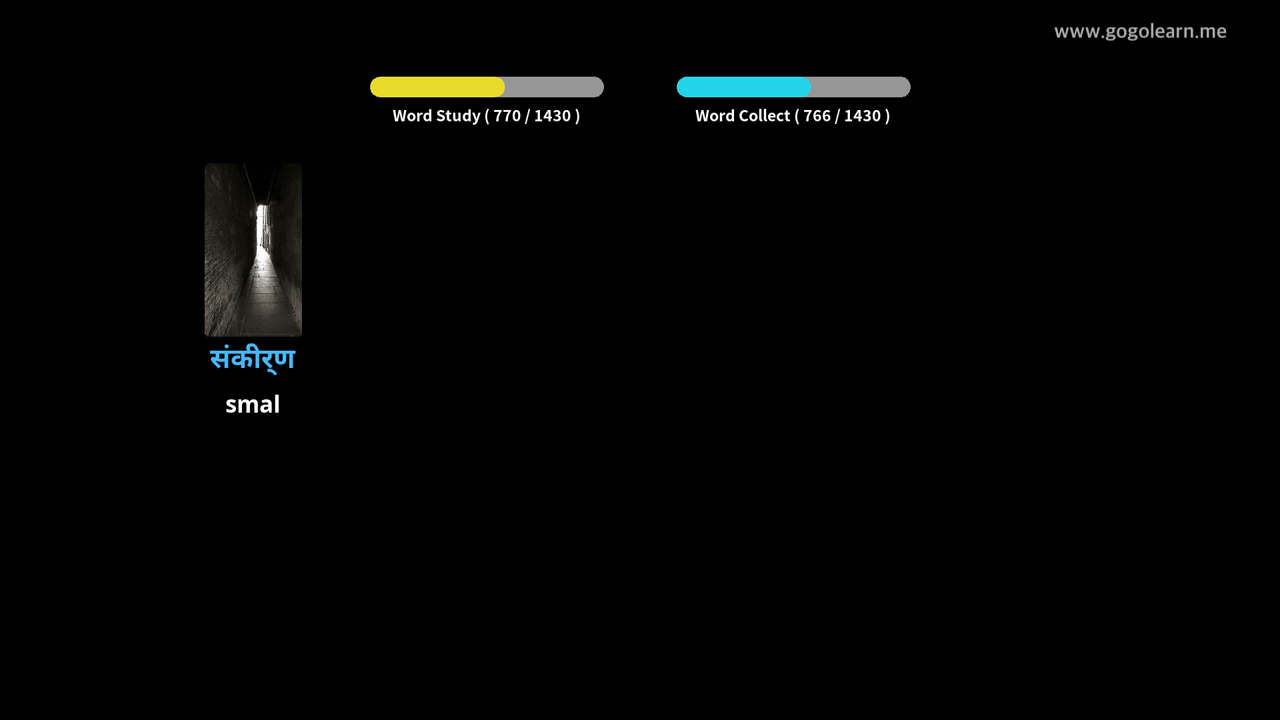 www.gogolearn.me
Word Study ( 770 / 1430 )
Word Collect ( 766 / 1430 )
संकीर्‌ण
smal